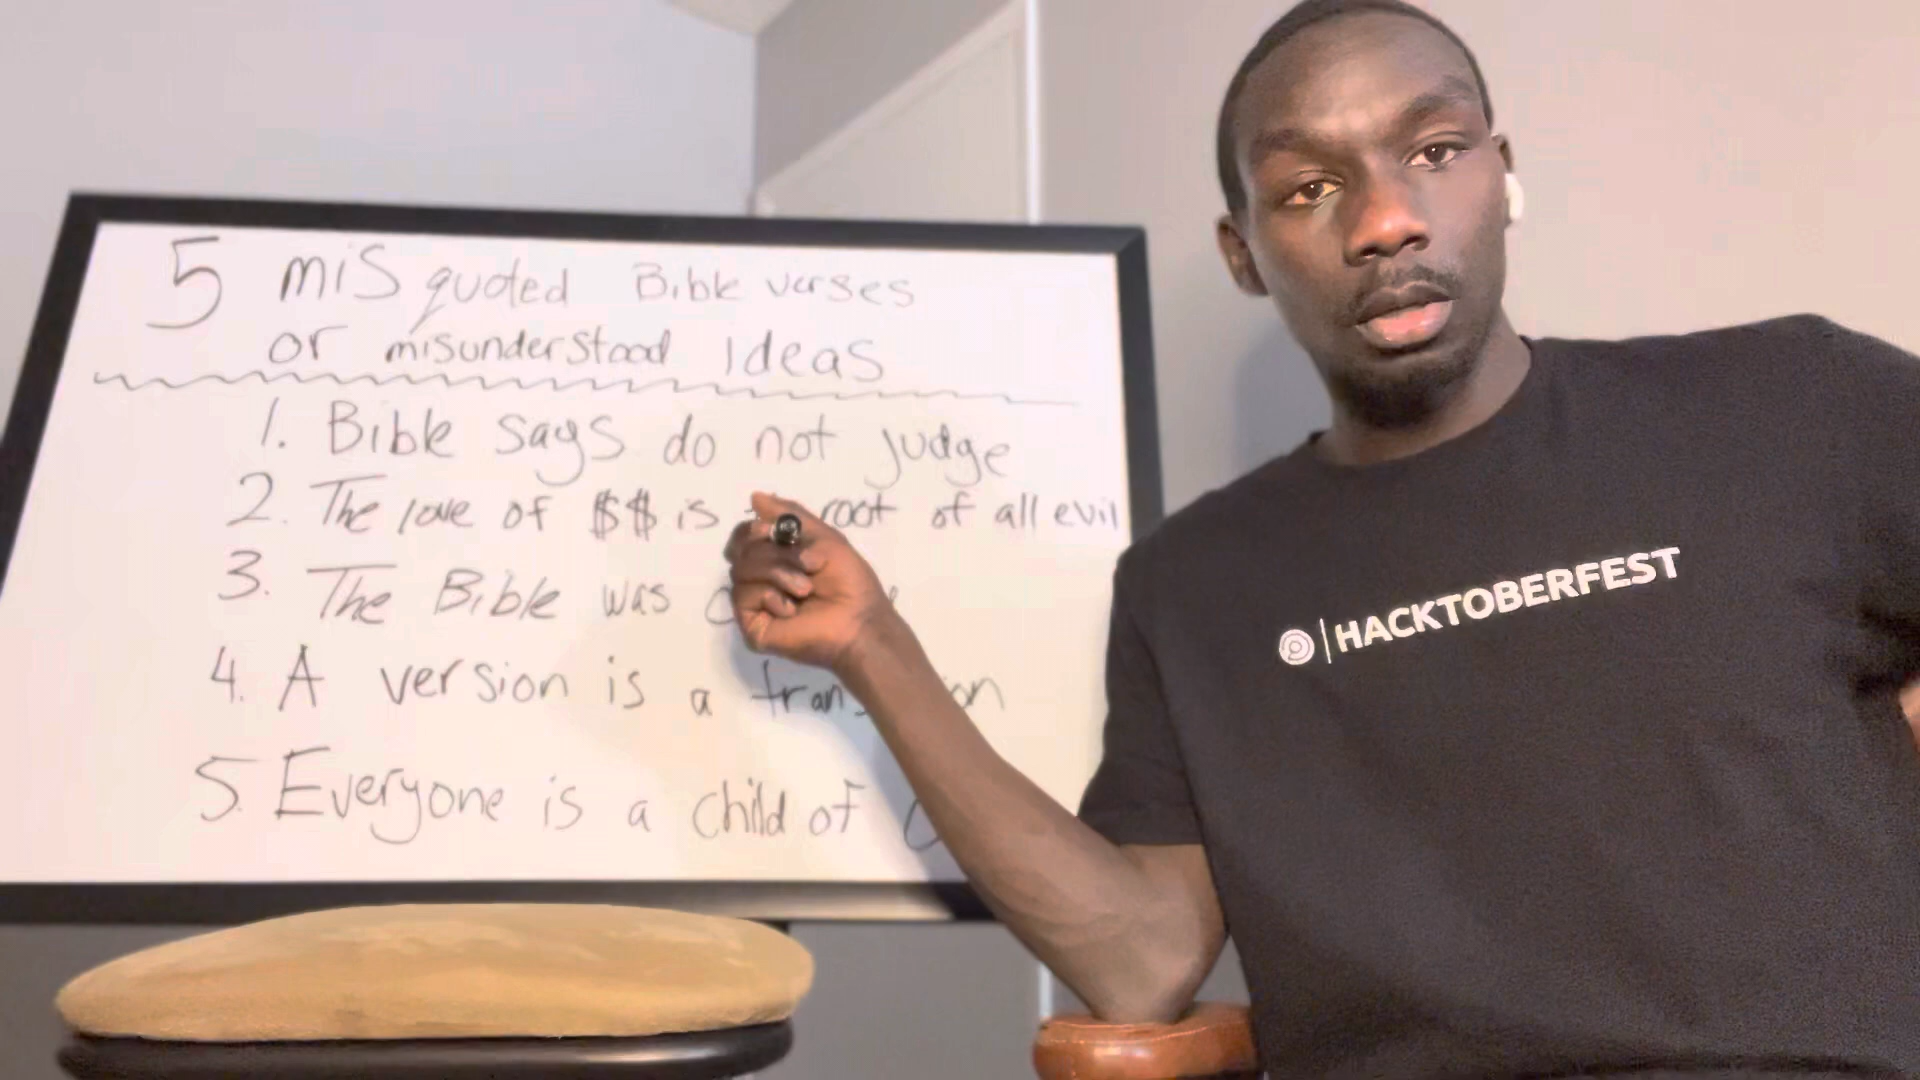 5 misquoted Bible verses
or misunderstood Ideas
1. Bible says do not judge
2. The love of $$ is root of all evil
3. The Bible was
4. A version is a
5. Everyone is a child of
HACKTOBERFEST